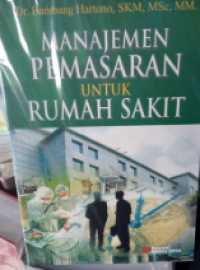 Dr. Bambang Hartono, SKM, MSc, MM.
MANAJEMEN
PEMASARAN
UNTUK
RUMAH SAKIT